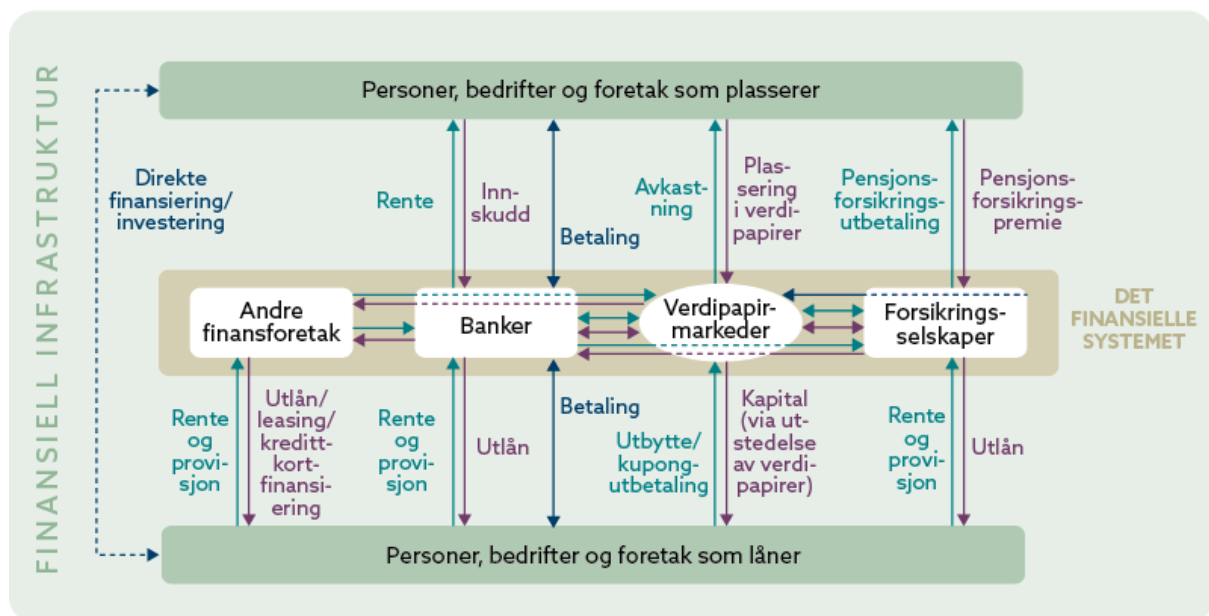 FINANSIELL INFRASTRUKTUR
Personer, bedrifter og foretak som plasserer
Direkte
finansiering/
investering
Rente
Inn-
skudd
Betaling
Avkast-
ning
Plas-
sering
i verdi-
papirer
Pensjons-
forsikrings-
utbetaling
Pensjons-
forsikrings-
premie
Andre
finansforetak
Banker
Verdipapir-
markeder
Forsikrings-
selskaper
DET
FINANSIELLE
SYSTEMET
Rente
og
provi-
sjon
Utlån/
leasing/
kreditt-
kort-
finansi-
ering
Rente
og
provi-
sjon
Utlån
Betaling
Utbytte/
kupong-
utbetaling
Kapital
(via ut-
stedelse
av verdi-
papirer)
Rente
og
provi-
sjon
Utlån
Personer, bedrifter og foretak som låner